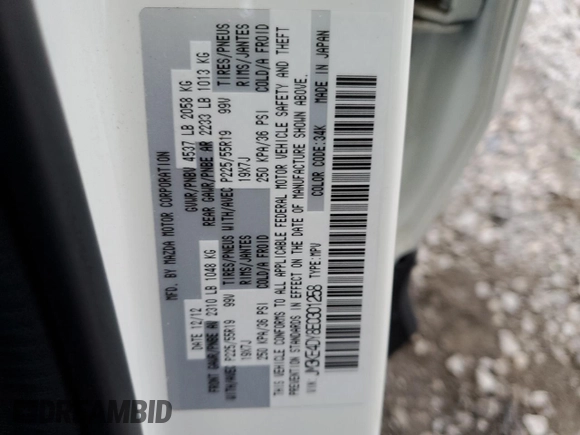 MFD. BY MAZDA MOTOR CORPORATION
DATE 12/12
GVWR/PNBV 4537 LB 2058 KG
FRONT GAWR/PNBE AV 2310 LB 1048 KG
REAR GAWR/PNBE AR 2233 LB 1013 KG
WITH/AVEC P225/55R19 99V TIRES/PNEUS
WITH/AVEC P225/55R19 99V TIRES/PNEUS
19X7J RIMS/JANTES
19X7J RIMS/JANTES
250 KPA/36 PSI COLD/A FROID
250 KPA/36 PSI COLD/A FROID
THIS VEHICLE CONFORMS TO ALL APPLICABLE FEDERAL MOTOR VEHICLE SAFETY AND THEFT
PREVENTION STANDARDS IN EFFECT ON THE DATE OF MANUFACTURE SHOWN ABOVE.
VIN: TYPE:MPV
COLOR CODE:34K MADE IN JAPAN
DREAMBID